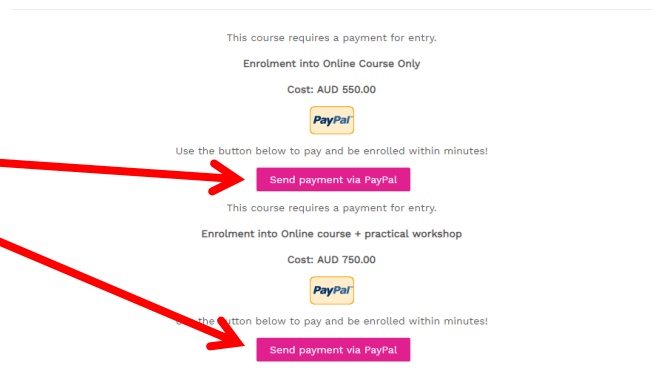 This course requires a payment for entry.
Enrolment into Online Course Only
Cost: AUD 550.00
PayPal
Use the button below to pay and be enrolled within minutes!
Send payment via PayPal
This course requires a payment for entry.
Enrolment into Online course + practical workshop
Cost: AUD 750.00
PayPal
the button below to pay and be enrolled within minutes!
Send payment via PayPal